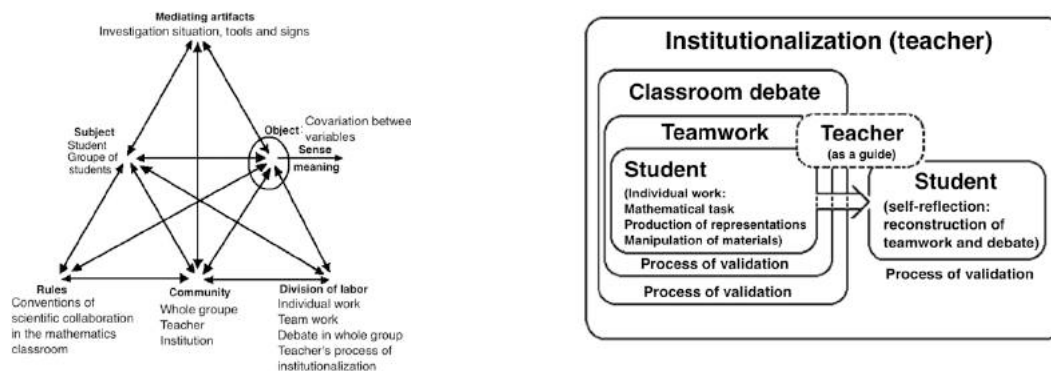 Mediating artifacts
Investigation situation, tools and signs
Subject
Student
Groupe of
students
Object:
Covariation betwee
variables
Sense
meaning
Rules
Conventions of
scientific collaboration
in the mathematics
classroom
Community
Whole groupe
Teacher
Institution
Division of labor
Individual work
Team work
Debate in whole group
Teacher's process of
institutionalization
Institutionalization (teacher)
Classroom debate
Teamwork
Teacher
(as a guide)
Student
(Individual work:
Mathematical task
Production of representations
Manipulation of materials)
Process of validation
Process of validation
Student
(self-reflection:
reconstruction of
teamwork and debate)
Process of validation